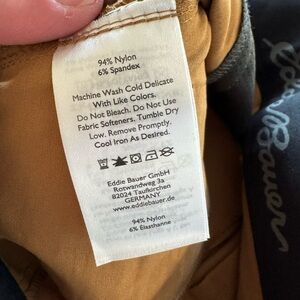 94% Nylon
6% Spandex
Machine Wash Cold Delicate
With Like Colors.
Do Not Bleach. Do Not Use
Fabric Softeners. Tumble Dry
Low. Remove Promptly.
Cool Iron As Desired.
Eddie Bauer GmbH
Rotwandweg 3a
82024 Taufkirchen
GERMANY
www.eddiebauer.de
94% Nylon
6% Elasthanne
Eddie Bauer